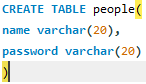 CREATE TABLE people(
name varchar(20),
password varchar(20)
)